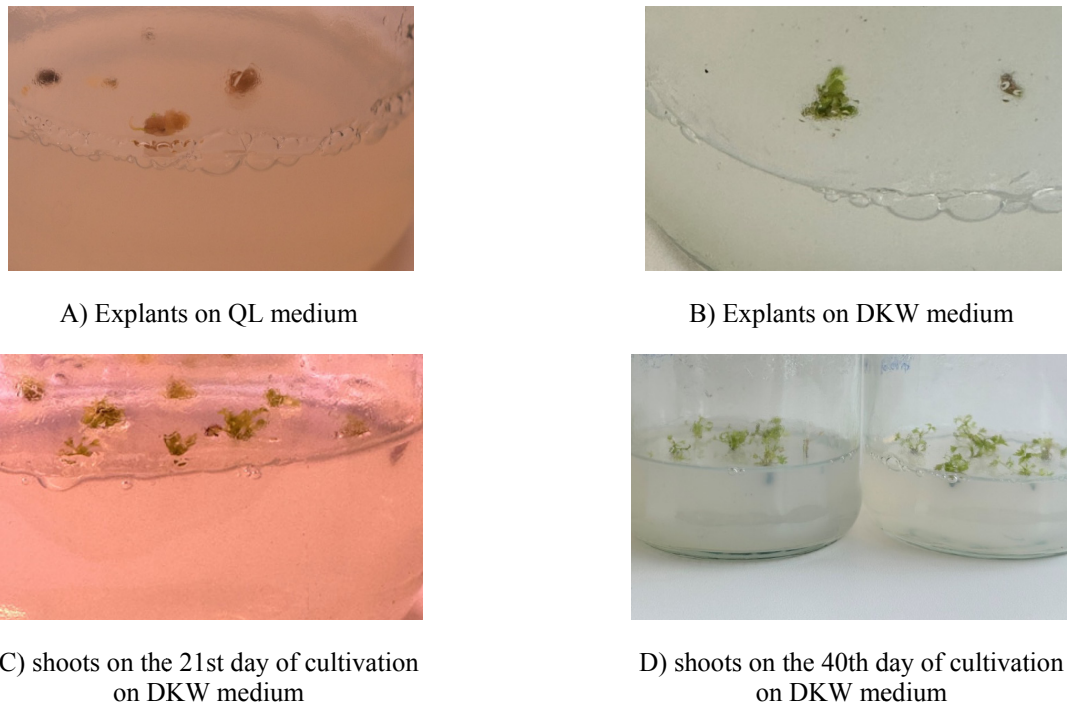 A) Explants on QL medium
B) Explants on DKW medium
C) shoots on the 21st day of cultivation
on DKW medium
D) shoots on the 40th day of cultivation
on DKW medium